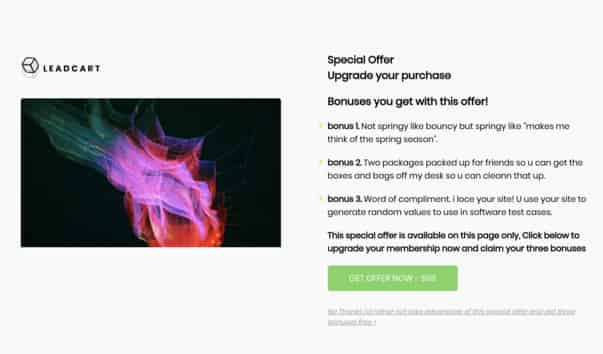 LEADCART
Special Offer
Upgrade your purchase
Bonuses you get with this offer!
bonus 1. Not springy like bouncy but springy like "makes me
think of the spring season".
bonus 2. Two packages packed up for friends so u can get the
boxes and bags off my desk so u can cleann that up.
bonus 3. Word of compliment. i loce your site! U use your site to
generate random values to use in software test cases.
This special offer is available on this page only, Click below to
upgrade your membership now and claim your three bonuses
GET OFFER NOW -
No Thanks i'd rather not take advantage of this special offer and get three
bonuses free !